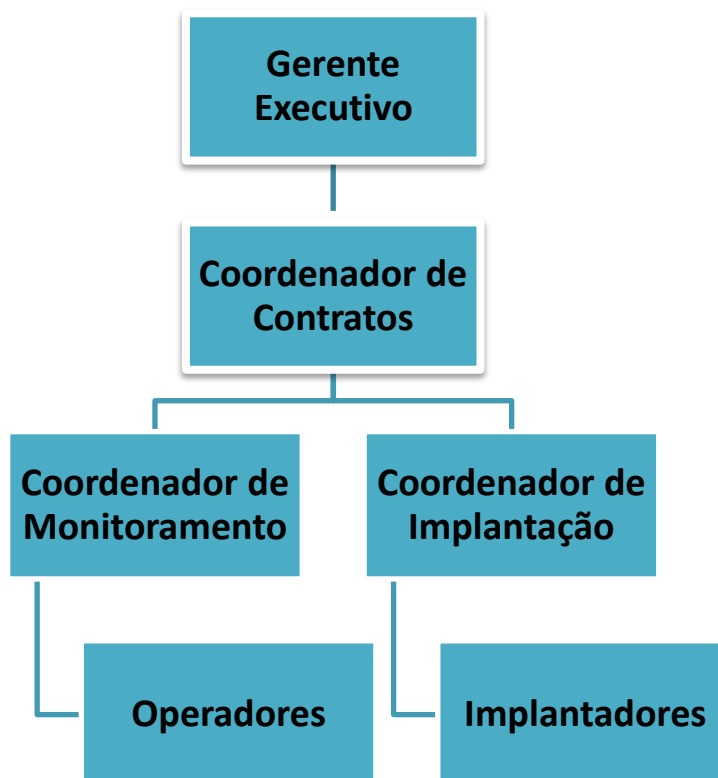 Gerente
Executivo
Coordenador de
Contratos
Coordenador de
Monitoramento
Coordenador de
Implantação
Operadores
Implantadores